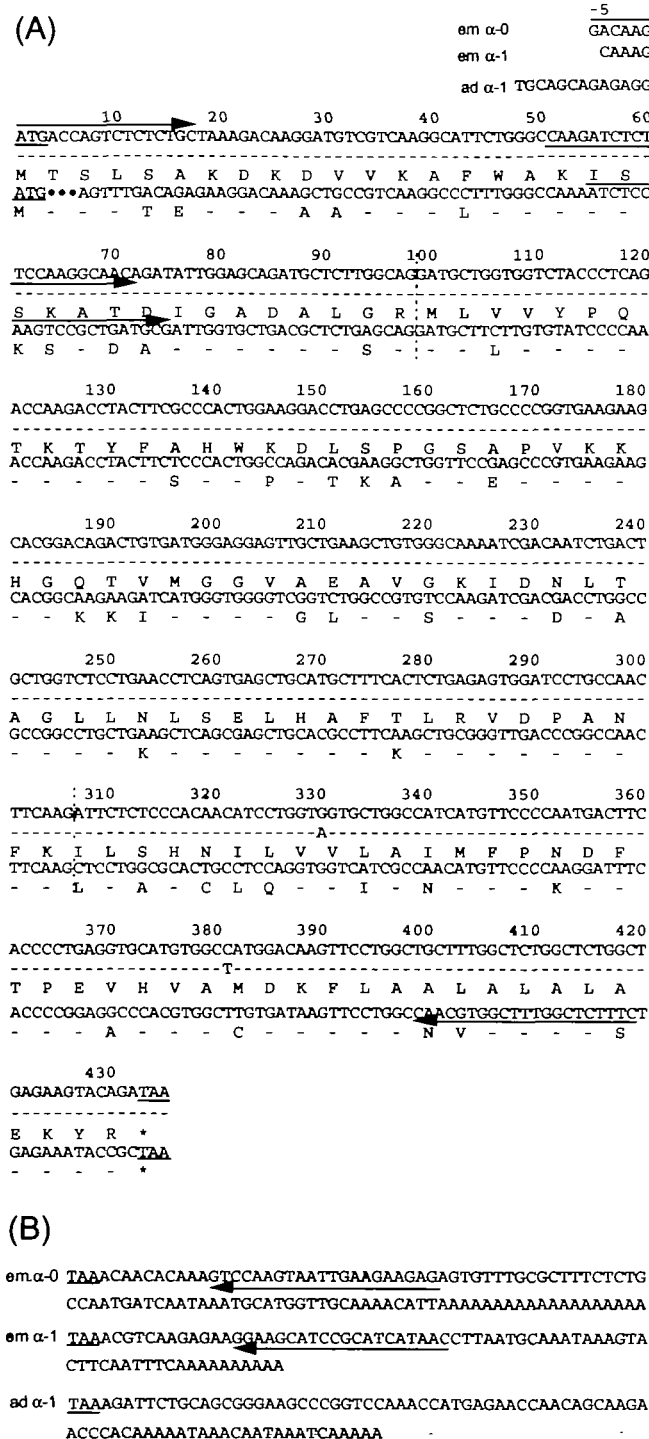 (A)
-5
em α-0 GACAAG
em α-1 CAAAG
ad α-1 TGCAGCAGAGAGG
10 20 30 40 50 60
ATGACCAGTCTCTCTGCTAAAGACAAGGATGTCGTCAAGGCATTCTGGGCCAAGATCTCT
M T S L S A K D K D V V K A F W A K I S
ATG•••AGTTTGACAGAGAAGGACAAAGCTGCCGTCAAGGCCCTTTGGGCCAAAATCTCC
M - - T E - - - A A - - - L - - - - -
70 80 90 100 110 120
TCCAAGGCAACAGATATTGGAGCAGATGCTCTTGGCAGGATGCTGGTGGTCTACCCTCAG
S K A T D I G A D A L G R M L V V Y P Q
AAGTCCGCTGATGCGATTGGTGCTGACGCTCTGAGCAGGATGCTTCTTGTGTATCCCCAA
K S - D A - - - - - - S - - L - - - - -
130 140 150 160 170 180
ACCAAGACCTACTTCGCCCACTGGAAGGACCTGAGCCCCGGCTCTGCCCCGGTGAAGAAG
T K T Y F A H W K D L S P G S A P V K K
ACCAAGACCTACTTCTCCCACTGGCCAGACACGAAGGCTGGTTCCGAGCCCGTGAAGAAG
- - - - - S - - P - T K A - - E - - - -
190 200 210 220 230 240
CACGGACAGACTGTGATGGGAGGAGTTGCTGAAGCTGTGGGCAAAATCGACAATCTGACT
H G Q T V M G G V A E A V G K I D N L T
CACGGCAAGAAGATCATGGGTGGGGTCGGTCTGGCCGTGTCCAAGATCGACGACCTGGCC
- - K K I - - - - G L - - S - - - D - A
250 260 270 280 290 300
GCTGGTCTCCTGAACCTCAGTGAGCTGCATGCTTTCACTCTGAGAGTGGATCCTGCCAAC
A G L L N L S E L H A F T L R V D P A N
GCCGGCCTGCTGAAGCTCAGCGAGCTGCACGCCTTCAAGCTGCGGGTTGACCCGGCCAAC
- - - - K - - - - - - - K - - - - - - -
310 320 330 340 350 360
TTCAAGATTCTCTCCCACAACATCCTGGTGGTGCTGGCCATCATGTTCCCCAATGACTTC
A
F K I L S H N I L V V L A I M F P N D F
TTCAAGCTCCTGGCGCACTGCCTCCAGGTGGTCATCGCCAACATGTTCCCCAAGGATTTC
- - L - A - C L Q - - I - N - - - K - -
370 380 390 400 410 420
ACCCCTGAGGTGCATGTGGCCATGGACAAGTTCCTGGCTGCTTTGGCTCTGGCTCTGGCT
T
T P E V H V A M D K F L A A L A L A L A
ACCCCGGAGGCCCACGTGGCTTGTGATAAGTTCCTGGCCAACGTGGCTTTGGCTCTTTCT
- - - A - - - C - - - - - N V - - - - S
430
GAGAAGTACAGATAA
E K Y R *
GAGAAATACCGCTAA
- - - - *
(B)
em α-0 TAAACAACACAAAGTCCAAGTAATTGAAGAAGAGAGTGTTTGCGCTTTCTCTG
CCAATGATCAATAAATGCATGGTTGCAAAACATTAAAAAAAAAAAAAAAAAAAA
em α-1 TAAACGTCAAGAGAAGGAAGCATCCGCATCATAACCTTAATGCAAATAAAGTA
CTTCAATTTCAAAAAAAAAA
ad α-1 TAAAGATTCTGCAGCGGGAAGCCCGGTCCAAACCATGAGAACCAACAGCAAGA
ACCCACAAAAATAAACAATAAATCAAAAA